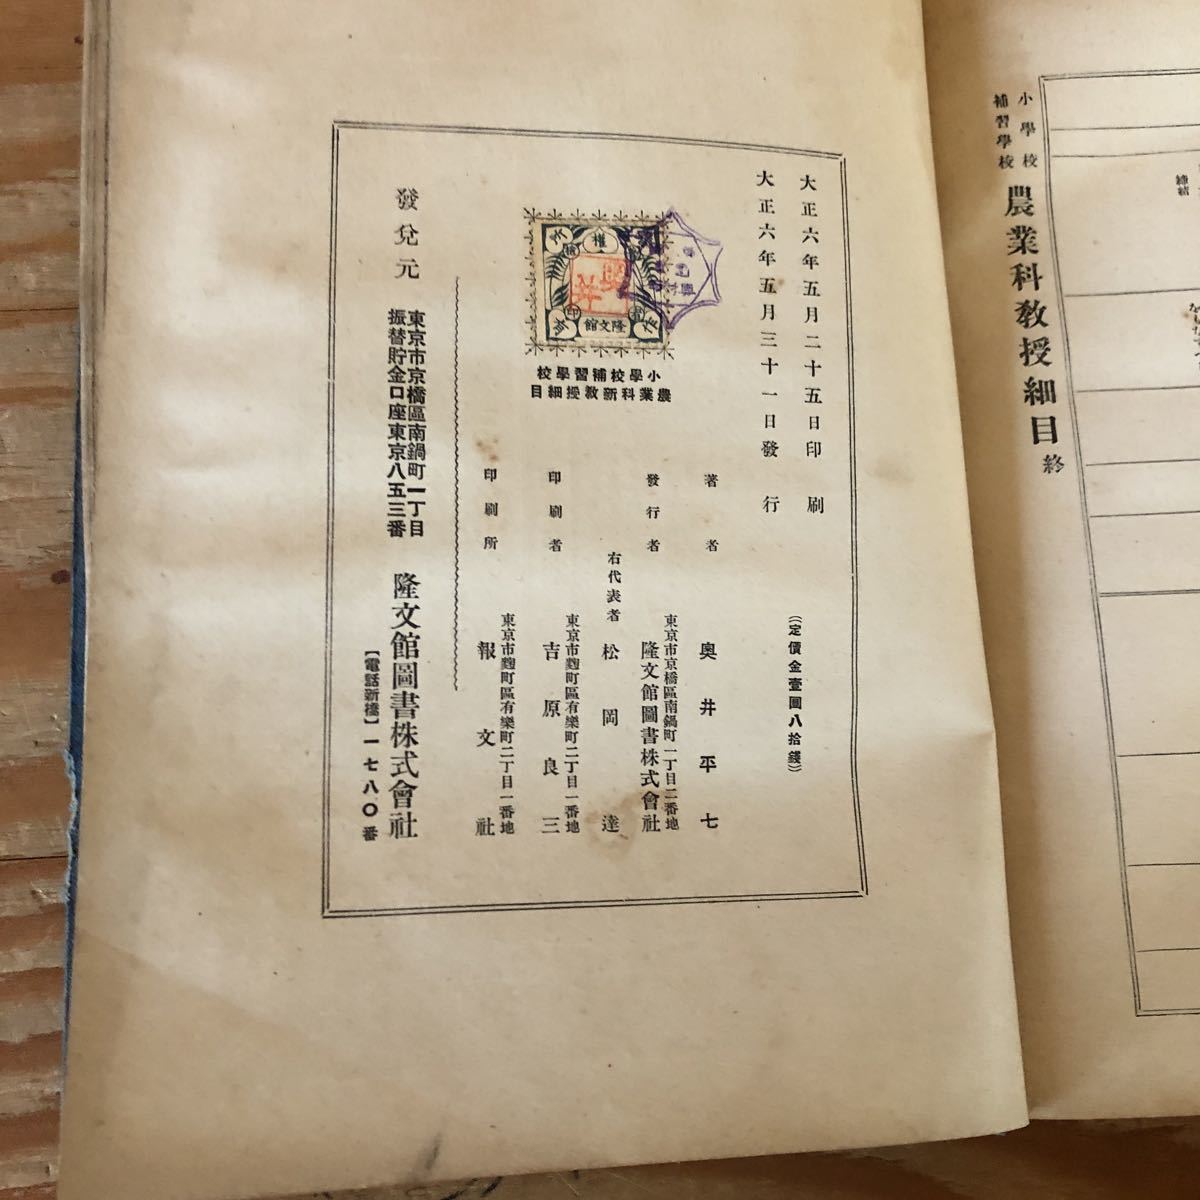 小學校
補習學校
農業科教授細目 終
大正六年五月二十五日印刷
大正六年五月三十一日發行
(定價金壹圓八拾錢)
小學校補習學校
農業科新教授細目
隆文館
著者 奥井平七
東京市京橋區南鍋町一丁目二番地
發行者 隆文館圖書株式會社
右代表者 松岡達
東京市麴町區有樂町二丁目一番地
印刷者 吉原良三
東京市麴町區有樂町二丁目一番地
印刷所 報文社
發兌元
東京市京橋區南鍋町一丁目
振替貯金口座東京八五三番
隆文館圖書株式會社
【電話新橋】一七八〇番